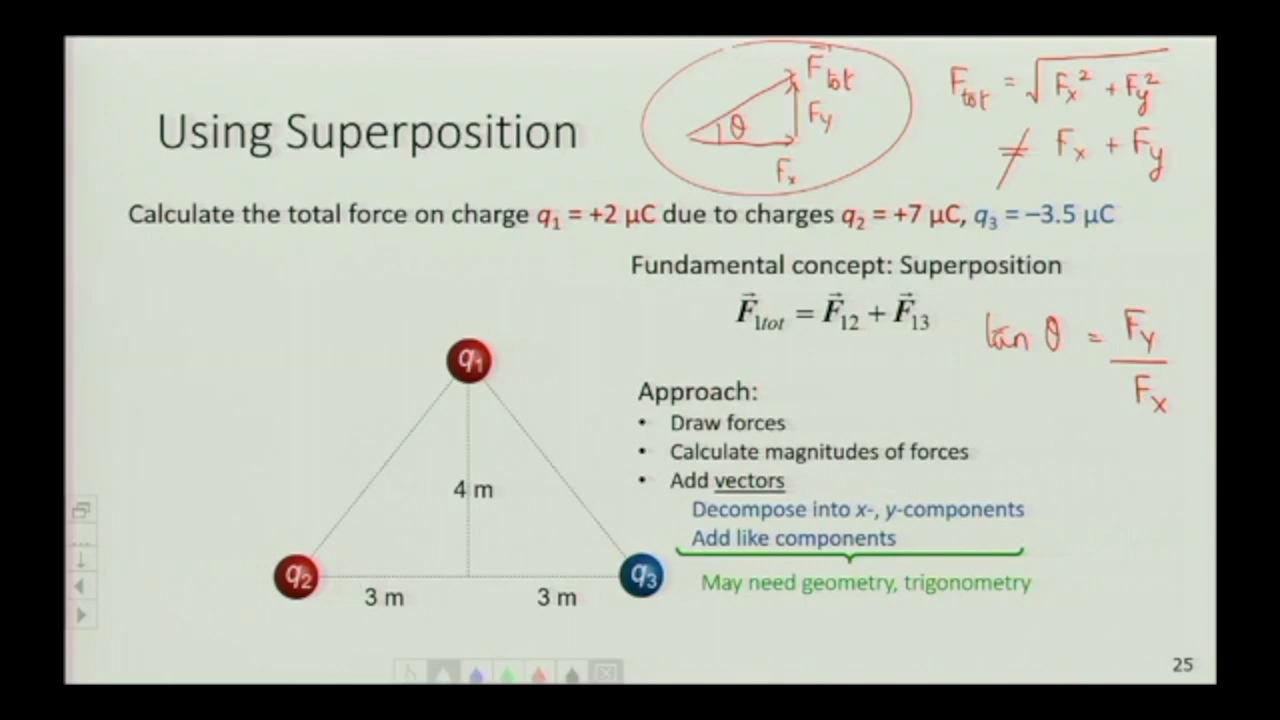 Using Superposition
F⃗tot
Fy
θ
Fx
Ftot = √Fx² + Fy²
≠ Fx + Fy
Calculate the total force on charge q₁ = +2 μC due to charges q₂ = +7 μC, q₃ = –3.5 μC
Fundamental concept: Superposition
F⃗1tot = F⃗12 + F⃗13
tan θ = Fy / Fx
q₁
4 m
q₂
q₃
3 m
3 m
Approach:
• Draw forces
• Calculate magnitudes of forces
• Add vectors
Decompose into x-, y-components
Add like components
May need geometry, trigonometry
25